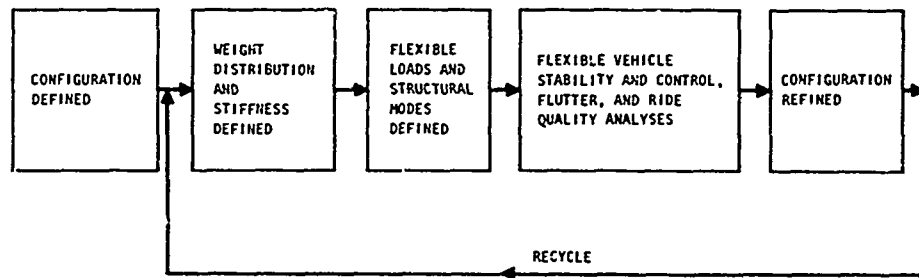 CONFIGURATION
DEFINED
WEIGHT
DISTRIBUTION
AND
STIFFNESS
DEFINED
FLEXIBLE
LOADS AND
STRUCTURAL
MODES
DEFINED
FLEXIBLE VEHICLE
STABILITY AND CONTROL,
FLUTTER, AND RIDE
QUALITY ANALYSES
CONFIGURATION
REFINED
RECYCLE